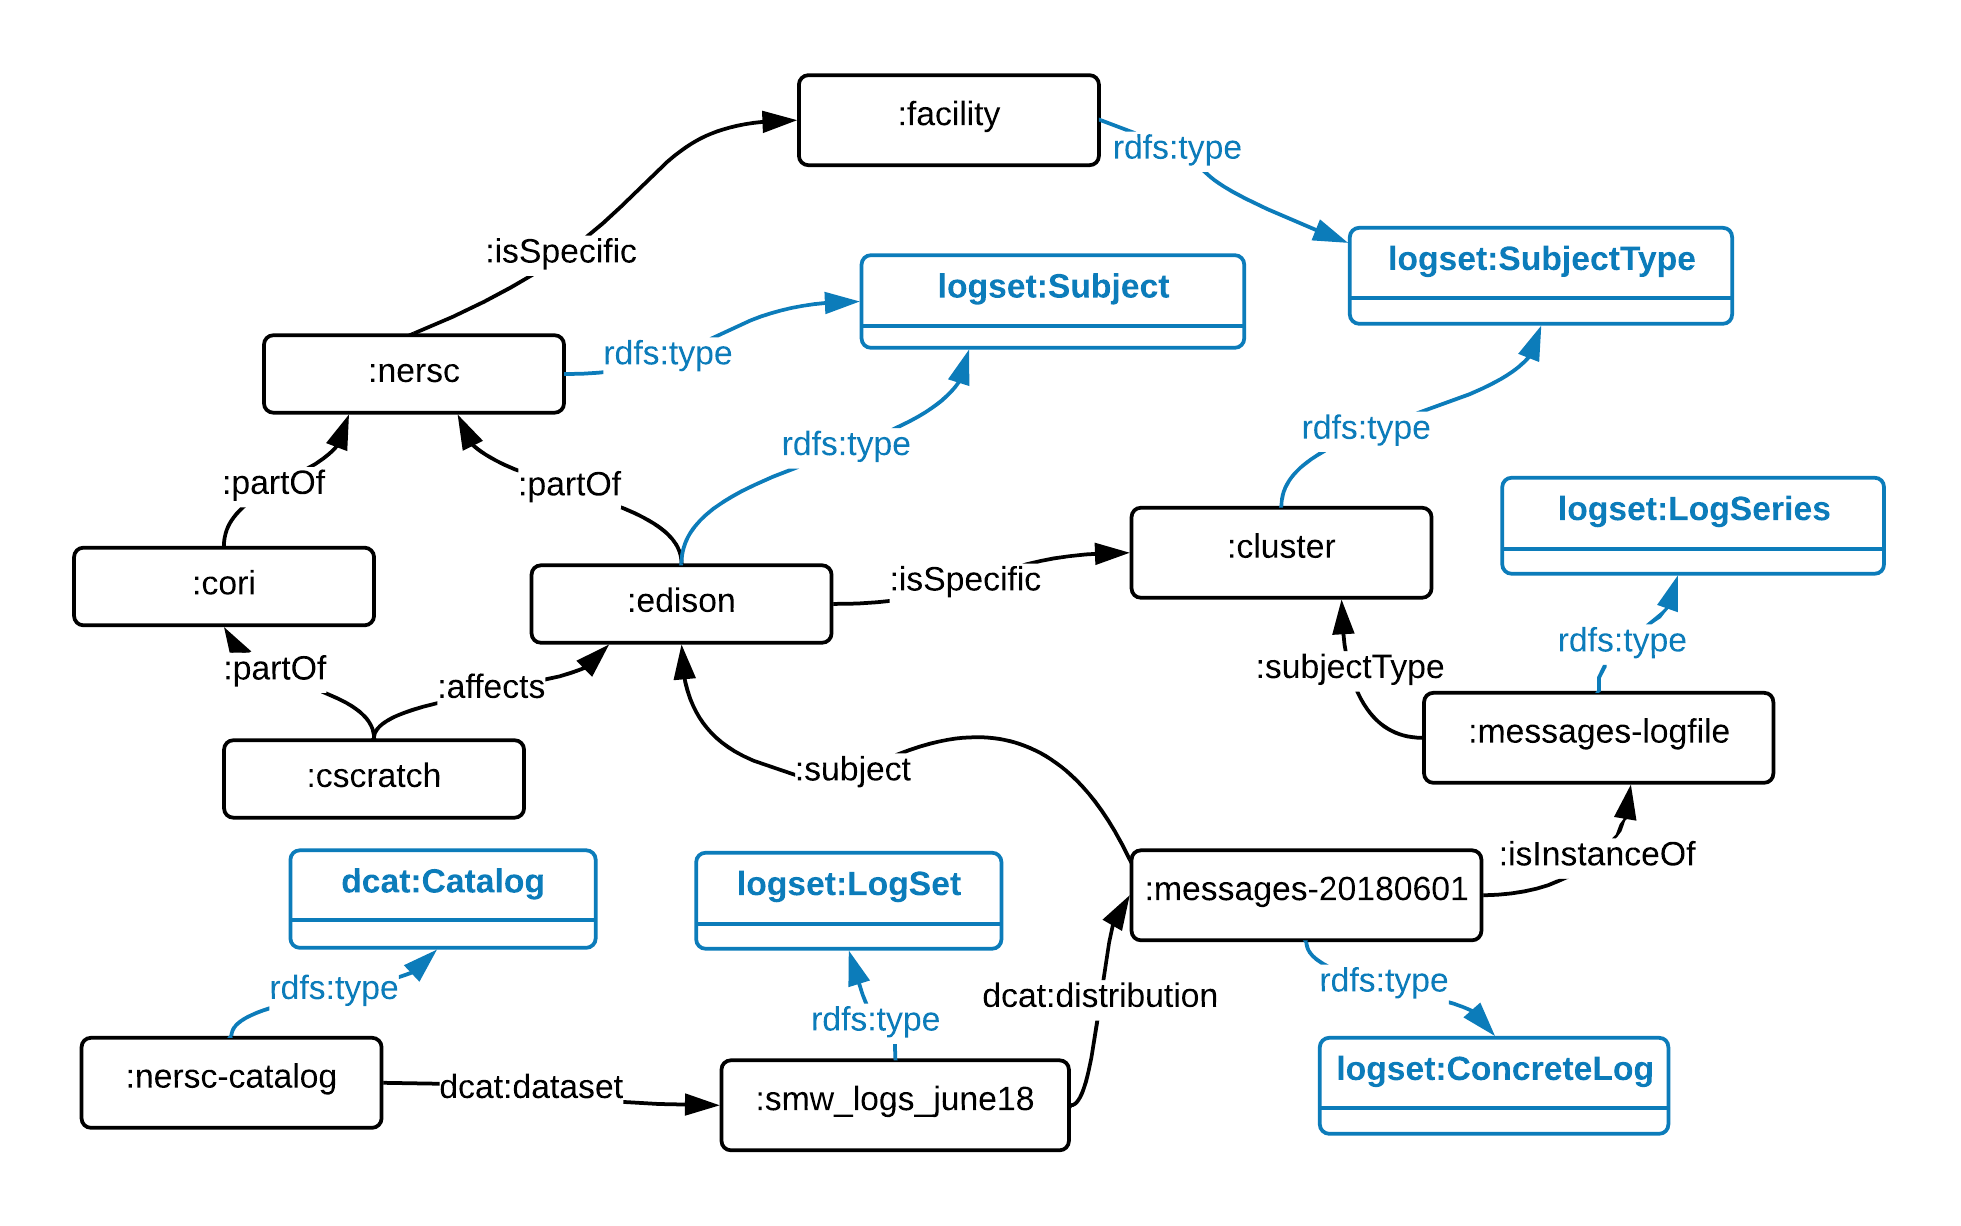 :facility
rdfs:type
:isSpecific
logset:SubjectType
logset:Subject
rdfs:type
:nersc
rdfs:type
rdfs:type
:partOf
:partOf
logset:LogSeries
:cluster
:cori
:isSpecific
:edison
rdfs:type
:partOf
:subjectType
:affects
:messages-logfile
:subject
:cscratch
:isInstanceOf
dcat:Catalog
logset:LogSet
:messages-20180601
rdfs:type
rdfs:type
dcat:distribution
rdfs:type
logset:ConcreteLog
:nersc-catalog
dcat:dataset
:smw_logs_june18